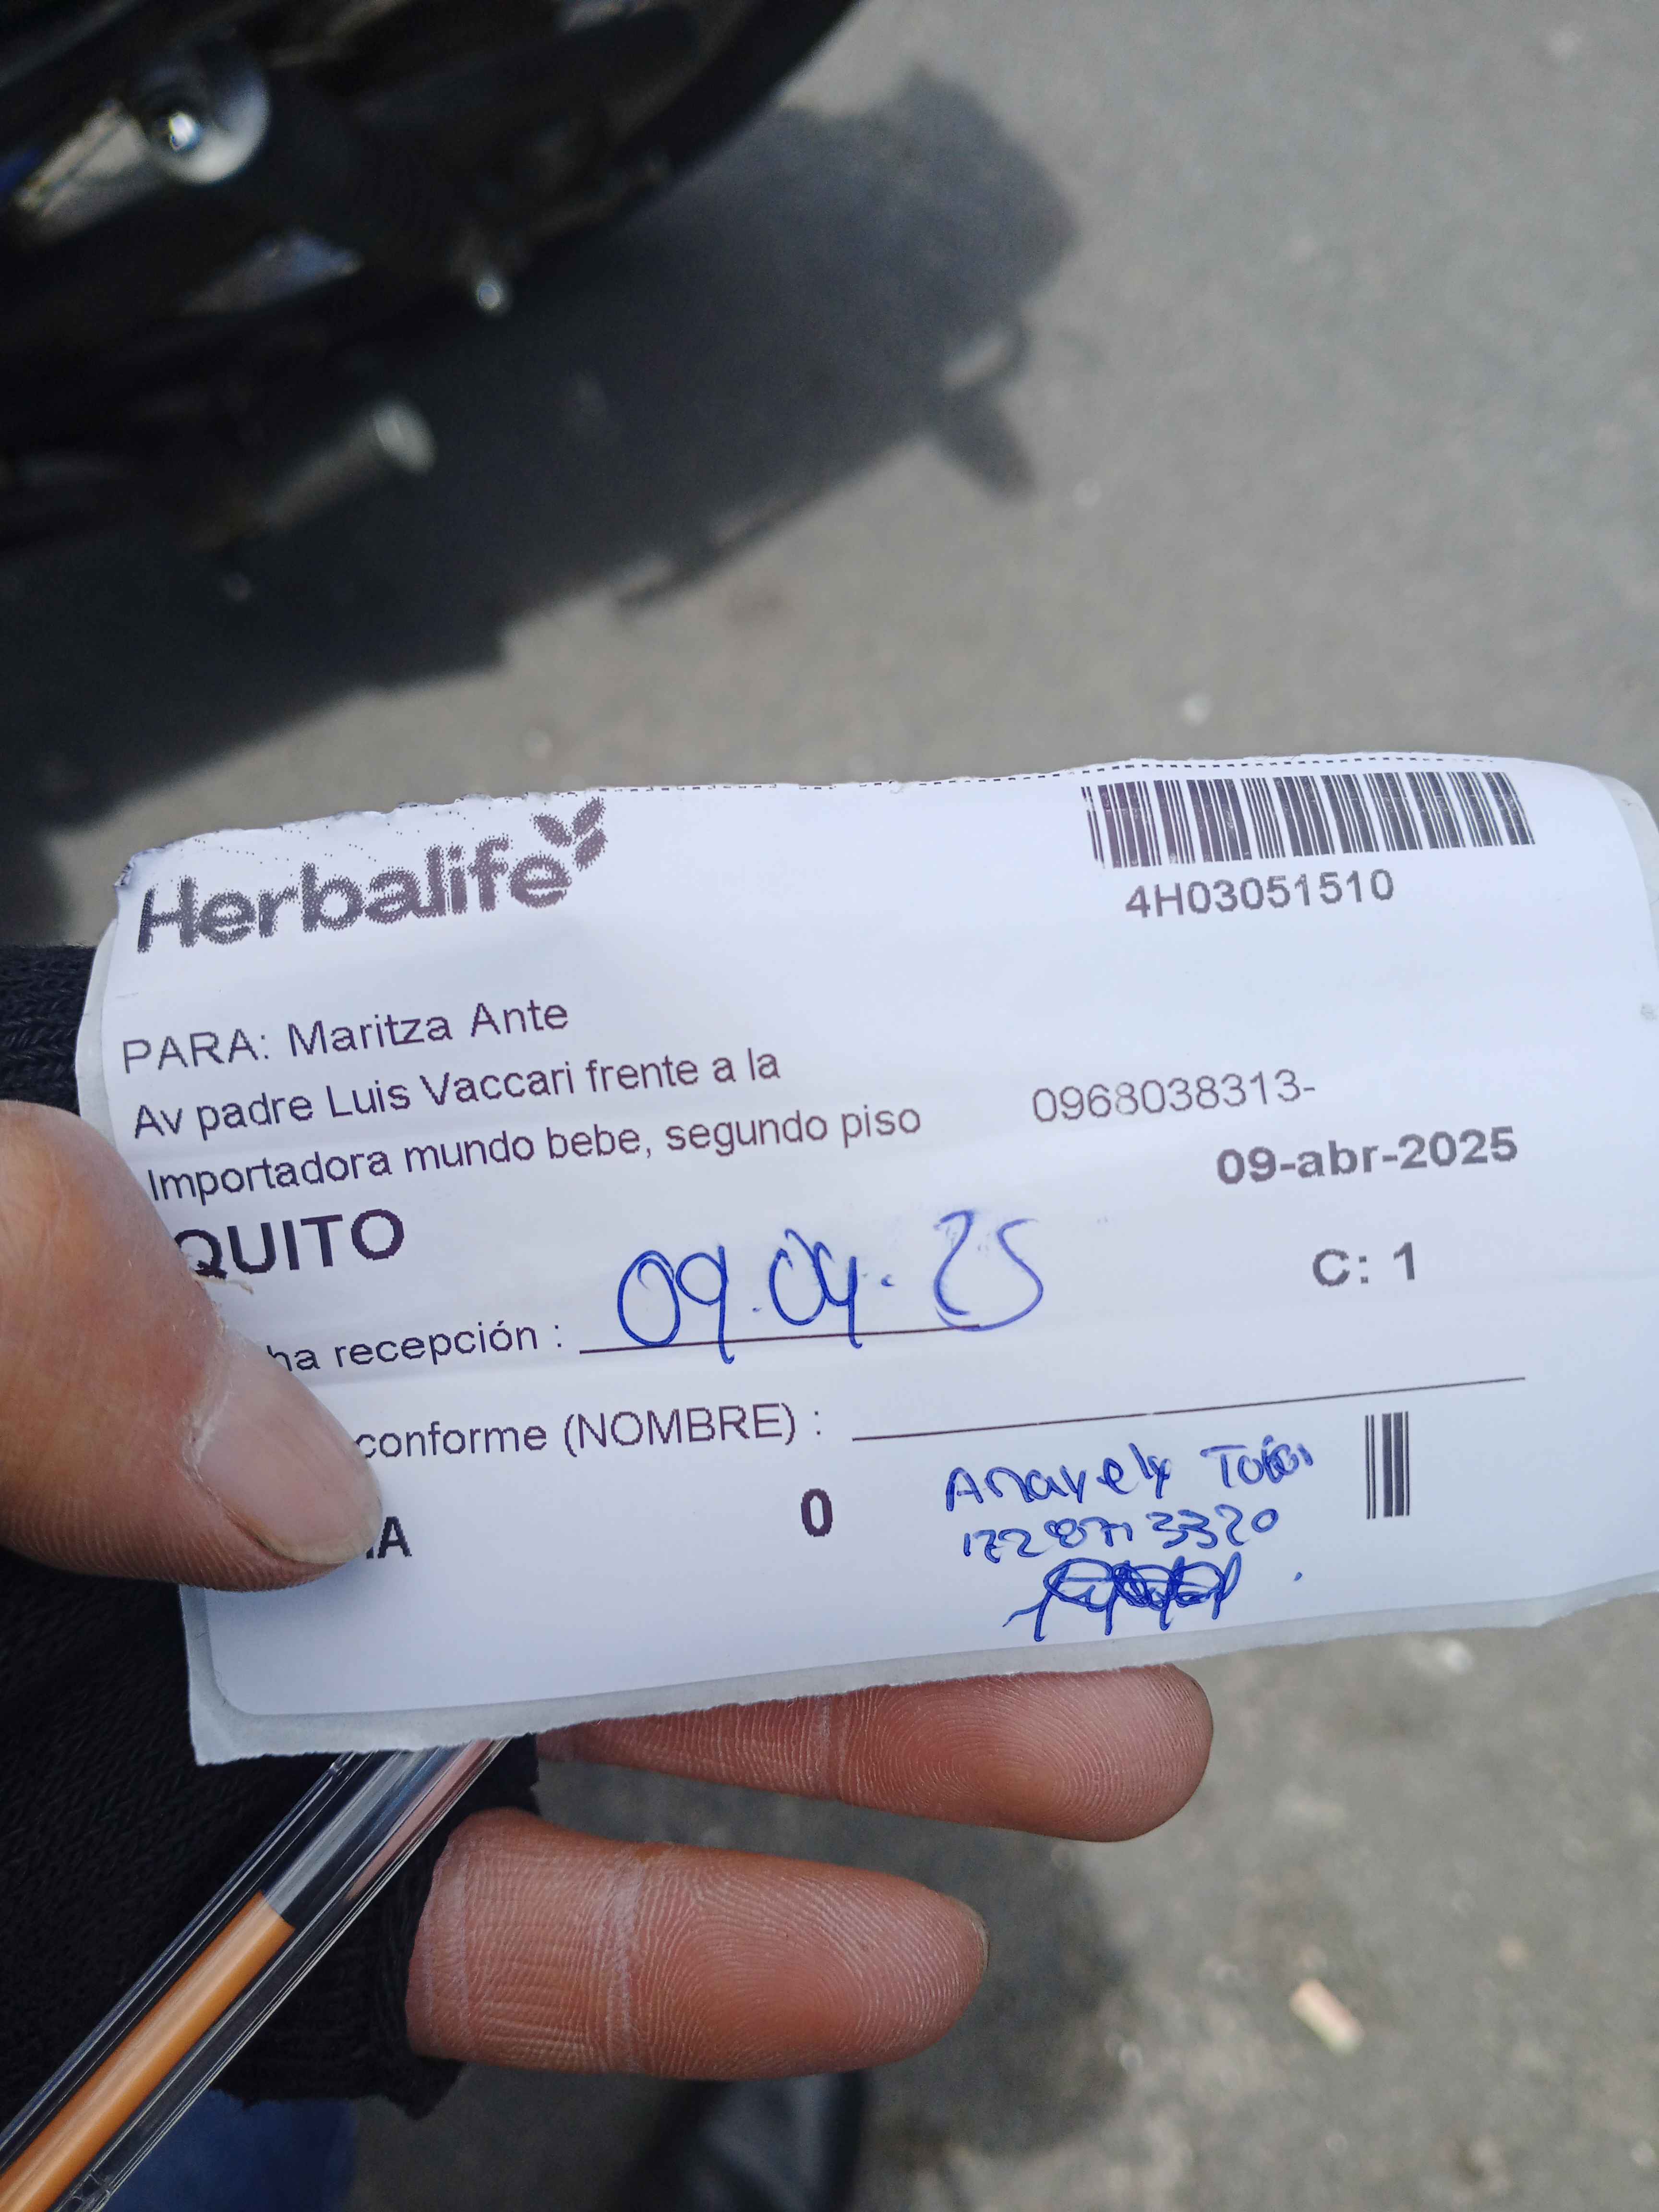 Herbalife
4H03051510
PARA: Maritza Ante
Av padre Luis Vaccari frente a la
Importadora mundo bebe, segundo piso
0968038313-
09-abr-2025
QUITO
C: 1
ha recepción : 09.04.25
conforme (NOMBRE) :
0
Anavely
A